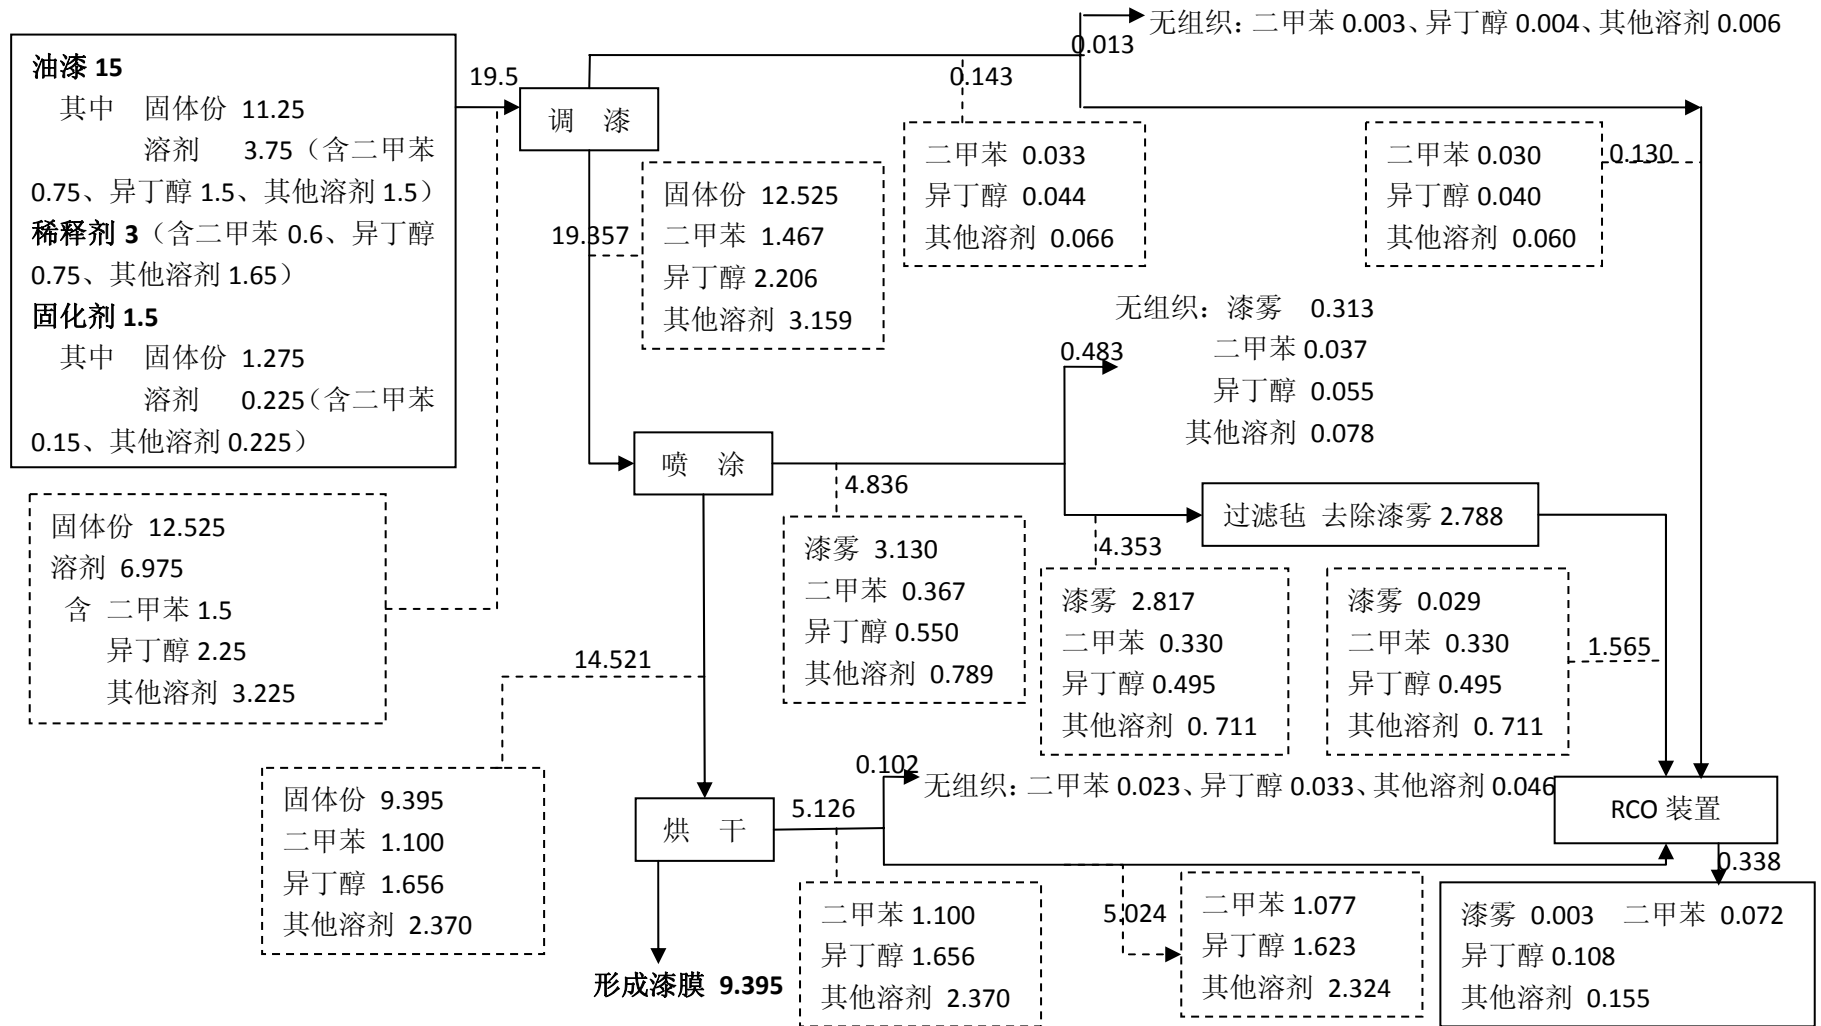 油漆 15
其中 固体份 11.25
溶剂 3.75（含二甲苯
0.75、异丁醇 1.5、其他溶剂 1.5）
稀释剂 3（含二甲苯 0.6、异丁醇
0.75、其他溶剂 1.65）
固化剂 1.5
其中 固体份 1.275
溶剂 0.225（含二甲苯
0.15、其他溶剂 0.225）
19.5
调 漆
0.143
0.013
无组织：二甲苯 0.003、异丁醇 0.004、其他溶剂 0.006
二甲苯 0.033
异丁醇 0.044
其他溶剂 0.066
二甲苯 0.030
异丁醇 0.040
其他溶剂 0.060
0.130
19.357
固体份 12.525
二甲苯 1.467
异丁醇 2.206
其他溶剂 3.159
固体份 12.525
溶剂 6.975
含 二甲苯 1.5
异丁醇 2.25
其他溶剂 3.225
喷 涂
4.836
0.483
无组织：漆雾 0.313
二甲苯 0.037
异丁醇 0.055
其他溶剂 0.078
过滤毡 去除漆雾 2.788
4.353
漆雾 3.130
二甲苯 0.367
异丁醇 0.550
其他溶剂 0.789
漆雾 2.817
二甲苯 0.330
异丁醇 0.495
其他溶剂 0. 711
漆雾 0.029
二甲苯 0.330
异丁醇 0.495
其他溶剂 0. 711
1.565
14.521
固体份 9.395
二甲苯 1.100
异丁醇 1.656
其他溶剂 2.370
烘 干
5.126
0.102
无组织：二甲苯 0.023、异丁醇 0.033、其他溶剂 0.046
RCO 装置
二甲苯 1.100
异丁醇 1.656
其他溶剂 2.370
5.024
二甲苯 1.077
异丁醇 1.623
其他溶剂 2.324
0.338
漆雾 0.003 二甲苯 0.072
异丁醇 0.108
其他溶剂 0.155
形成漆膜 9.395